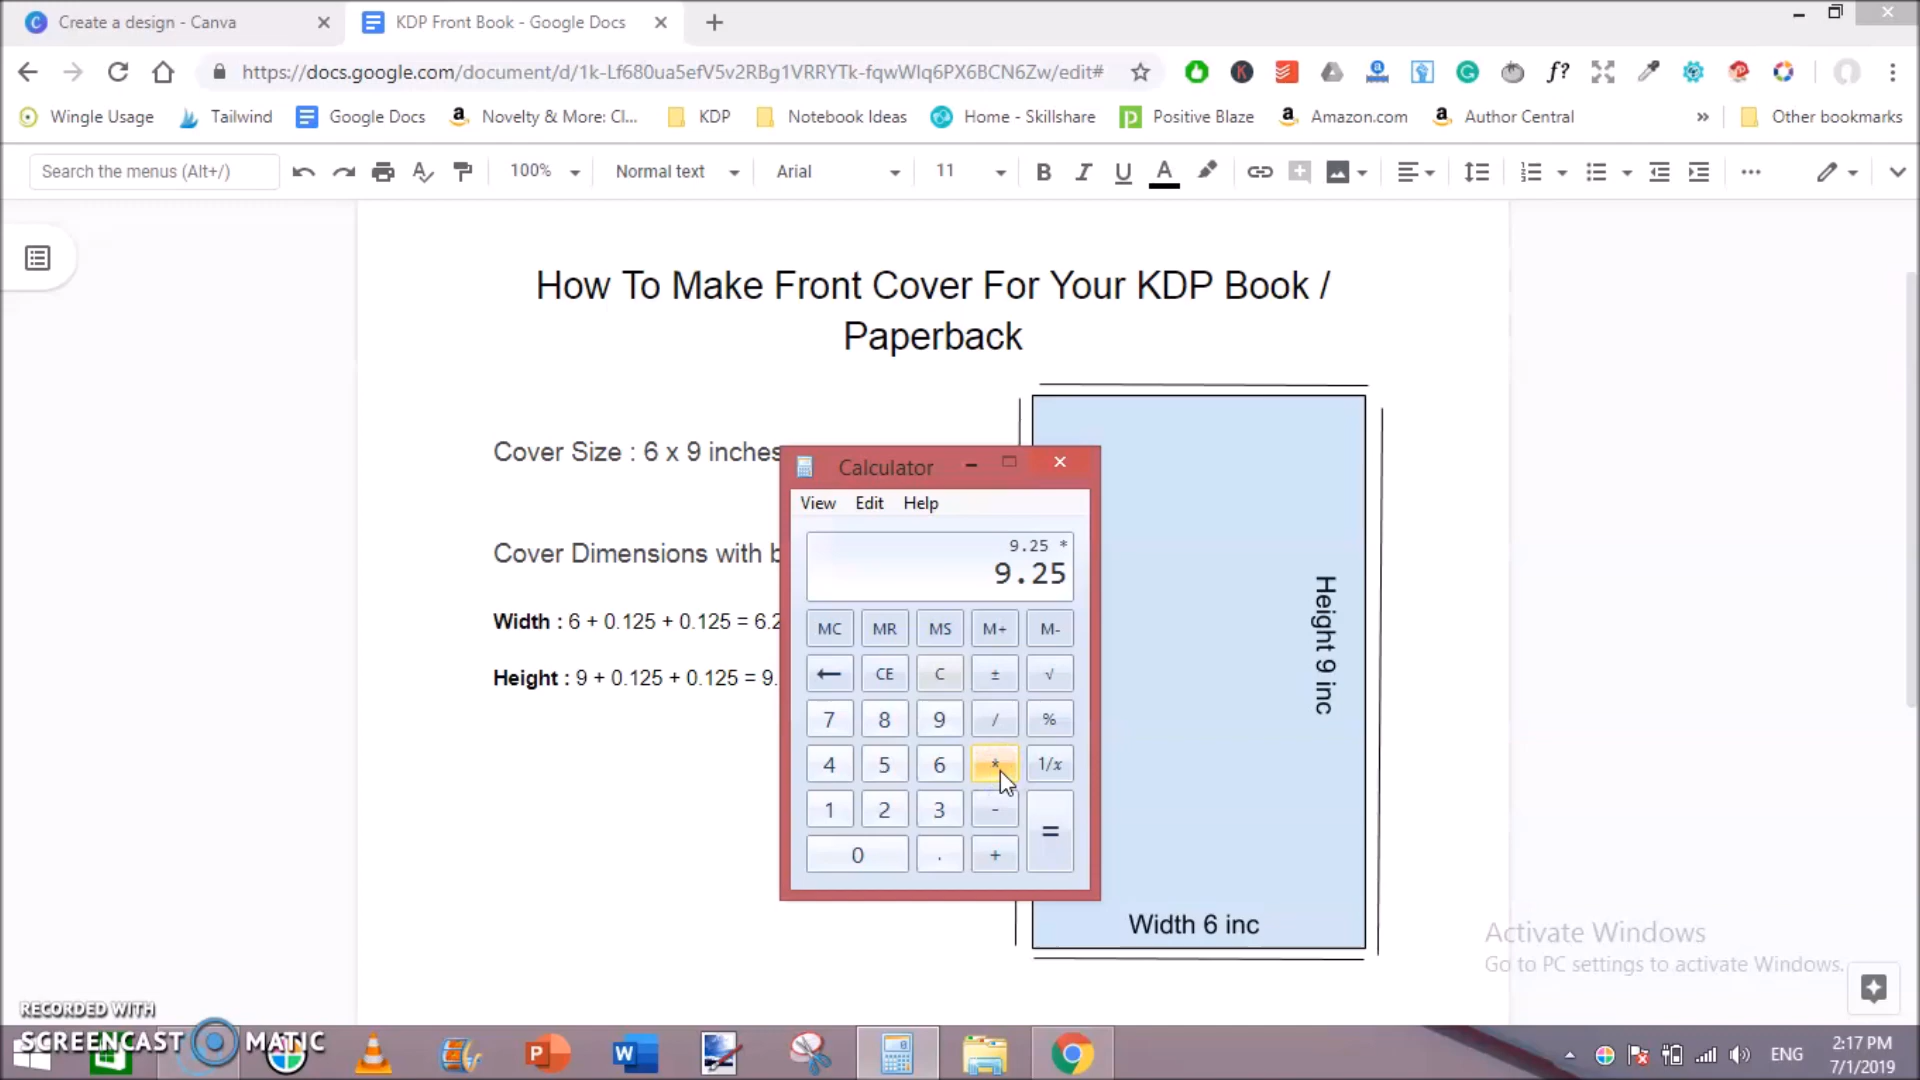 Create a design - Canva
KDP Front Book - Google Docs
https://docs.google.com/document/d/1k-Lf680ua5efV5v2RBg1VRRYTk-fqwWlq6PX6BCN6Zw/edit#
Wingle Usage
Tailwind
Google Docs
Novelty & More: Cl...
KDP
Notebook Ideas
Home - Skillshare
Positive Blaze
Amazon.com
Author Central
»
Other bookmarks
Search the menus (Alt+/)
100%
Normal text
Arial
11
B
I
U
A
How To Make Front Cover For Your KDP Book /
Paperback
Cover Size : 6 x 9 inches
Cover Dimensions with b
Width : 6 + 0.125 + 0.125 = 6.2
Height : 9 + 0.125 + 0.125 = 9.
Calculator
View Edit Help
9.25 *
9.25
MC MR MS M+ M-
← CE C ± √
7 8 9 / %
4 5 6 * 1/x
1 2 3 -
=
0 . +
Height 9 inc
Width 6 inc
Activate Windows
Go to PC settings to activate Windows.
RECORDED WITH
SCREENCAST MATIC
ENG
2:17 PM
7/1/2019